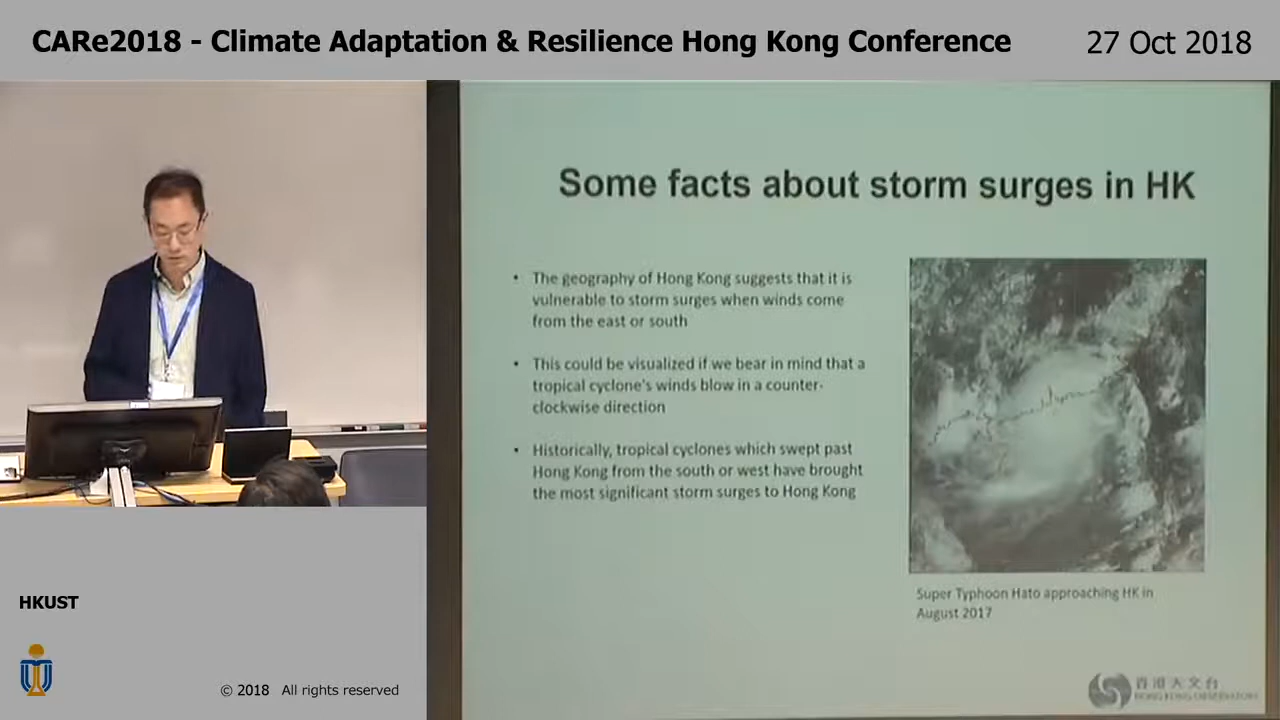 CARe2018 - Climate Adaptation & Resilience Hong Kong Conference
27 Oct 2018
Some facts about storm surges in HK
• The geography of Hong Kong suggests that it is
vulnerable to storm surges when winds come
from the east or south
• This could be visualized if we bear in mind that a
tropical cyclone's winds blow in a counter-
clockwise direction
• Historically, tropical cyclones which swept past
Hong Kong from the south or west have brought
the most significant storm surges to Hong Kong
Super Typhoon Hato approaching HK in
August 2017
香港天文台
HONG KONG OBSERVATORY
HKUST
© 2018 All rights reserved